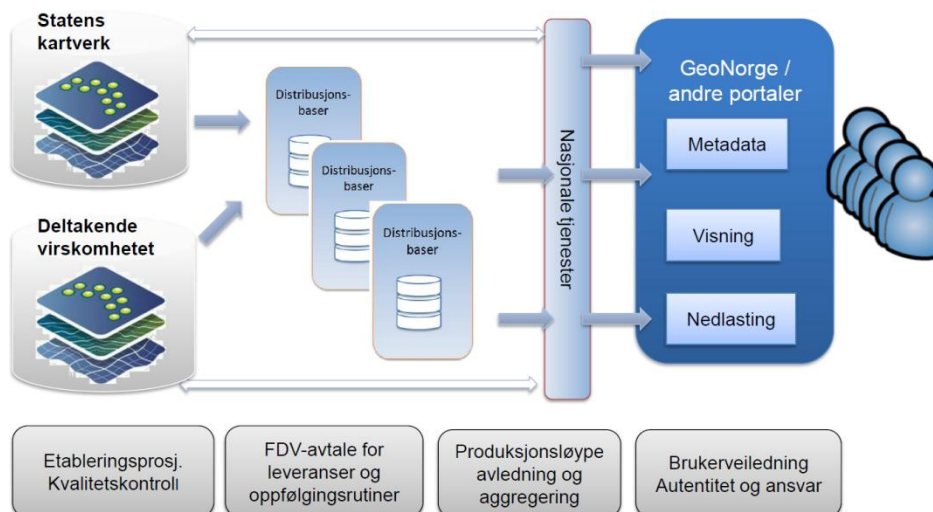 Statens
kartverk
Distribusjons-
baser
Distribusjons-
baser
Distribusjons-
baser
Deltakende
virskomhetet
Nasjonale tjenester
GeoNorge /
andre portaler
Metadata
Visning
Nedlasting
Etableringsprosj.
Kvalitetskontroll
FDV-avtale for
leveranser og
oppfølgingsrutiner
Produksjonsløype
avledning og
aggregering
Brukerveiledning
Autentitet og ansvar